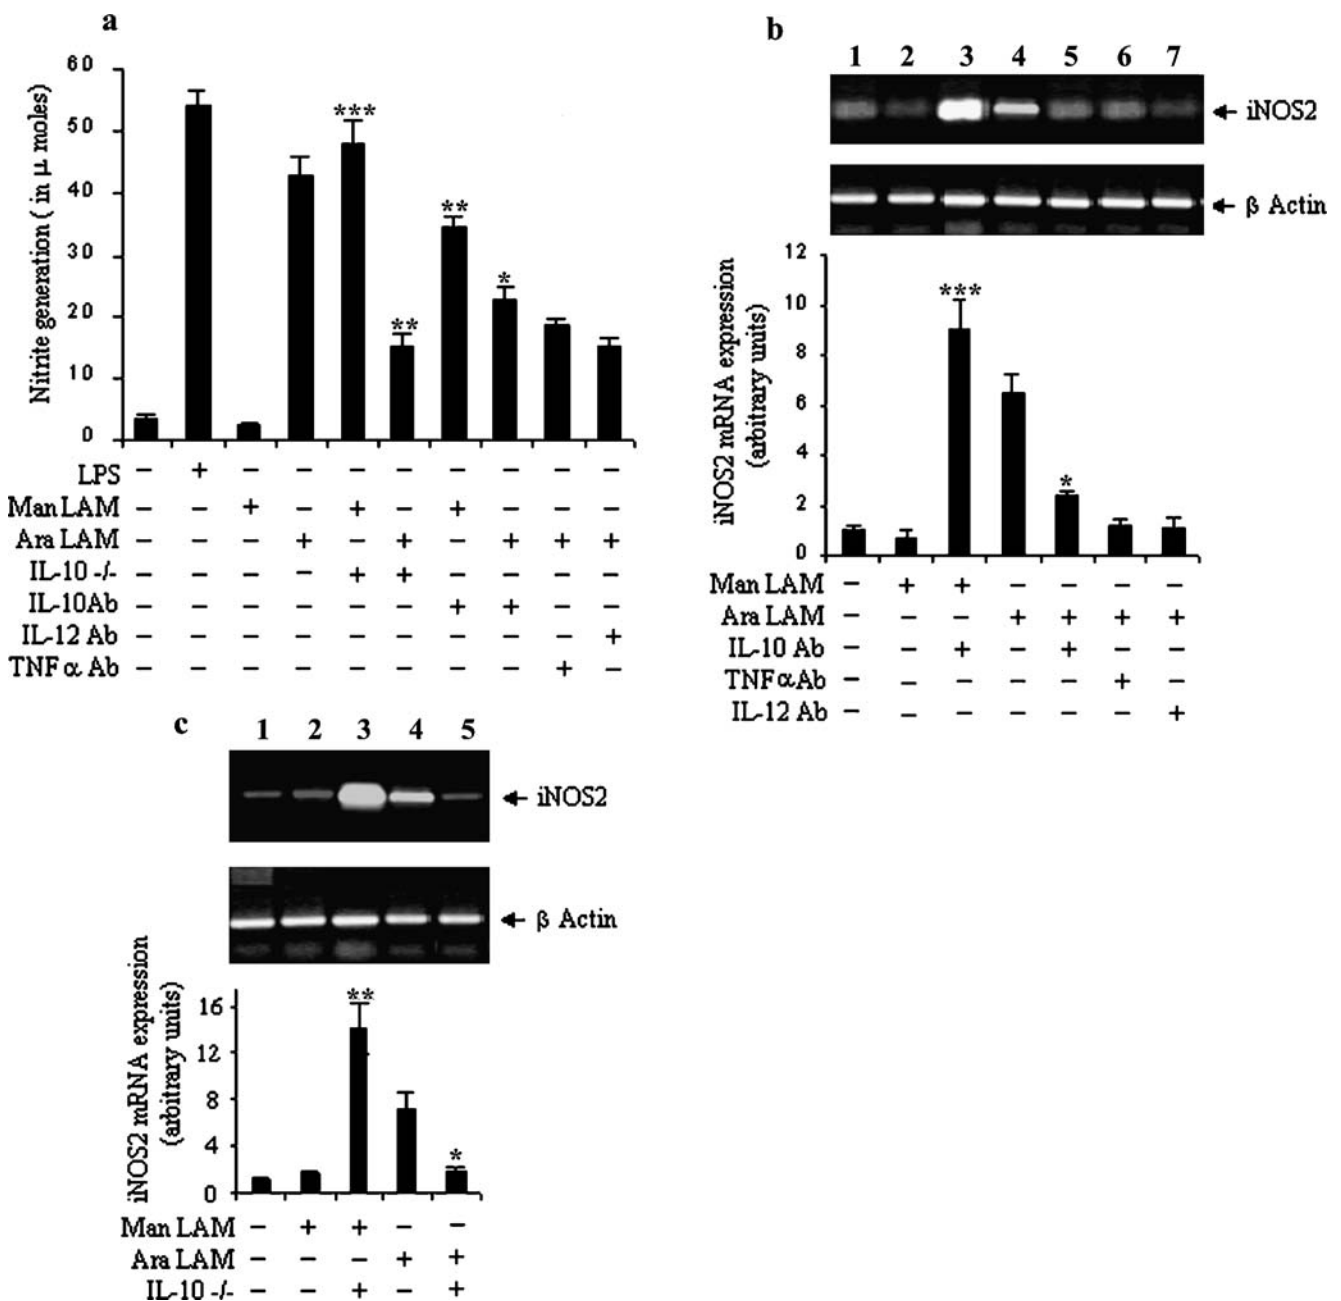 a
Nitrite generation ( in μ moles)
60
50
40
30
20
10
0
*** ** ** *
LPS – + – – – – – – – –
Man LAM – – + – + – + – – –
Ara LAM – – – + – + – + + +
IL-10 -/- – – – – + + – – – –
IL-10Ab – – – – – – + + – –
IL-12 Ab – – – – – – – – – +
TNF α Ab – – – – – – – – + –
b
1 2 3 4 5 6 7
iNOS2
β Actin
iNOS2 mRNA expression
(arbitrary units)
12
10
8
6
4
2
0
*** *
Man LAM – + + – – – –
Ara LAM – – – + + + +
IL-10 Ab – – + – + – –
TNFαAb – – – – – + –
IL-12 Ab – – – – – – +
c
1 2 3 4 5
iNOS2
β Actin
iNOS2 mRNA expression
(arbitrary units)
16
12
8
4
0
** *
Man LAM – + + – –
Ara LAM – – – + +
IL-10 -/- – – + – +